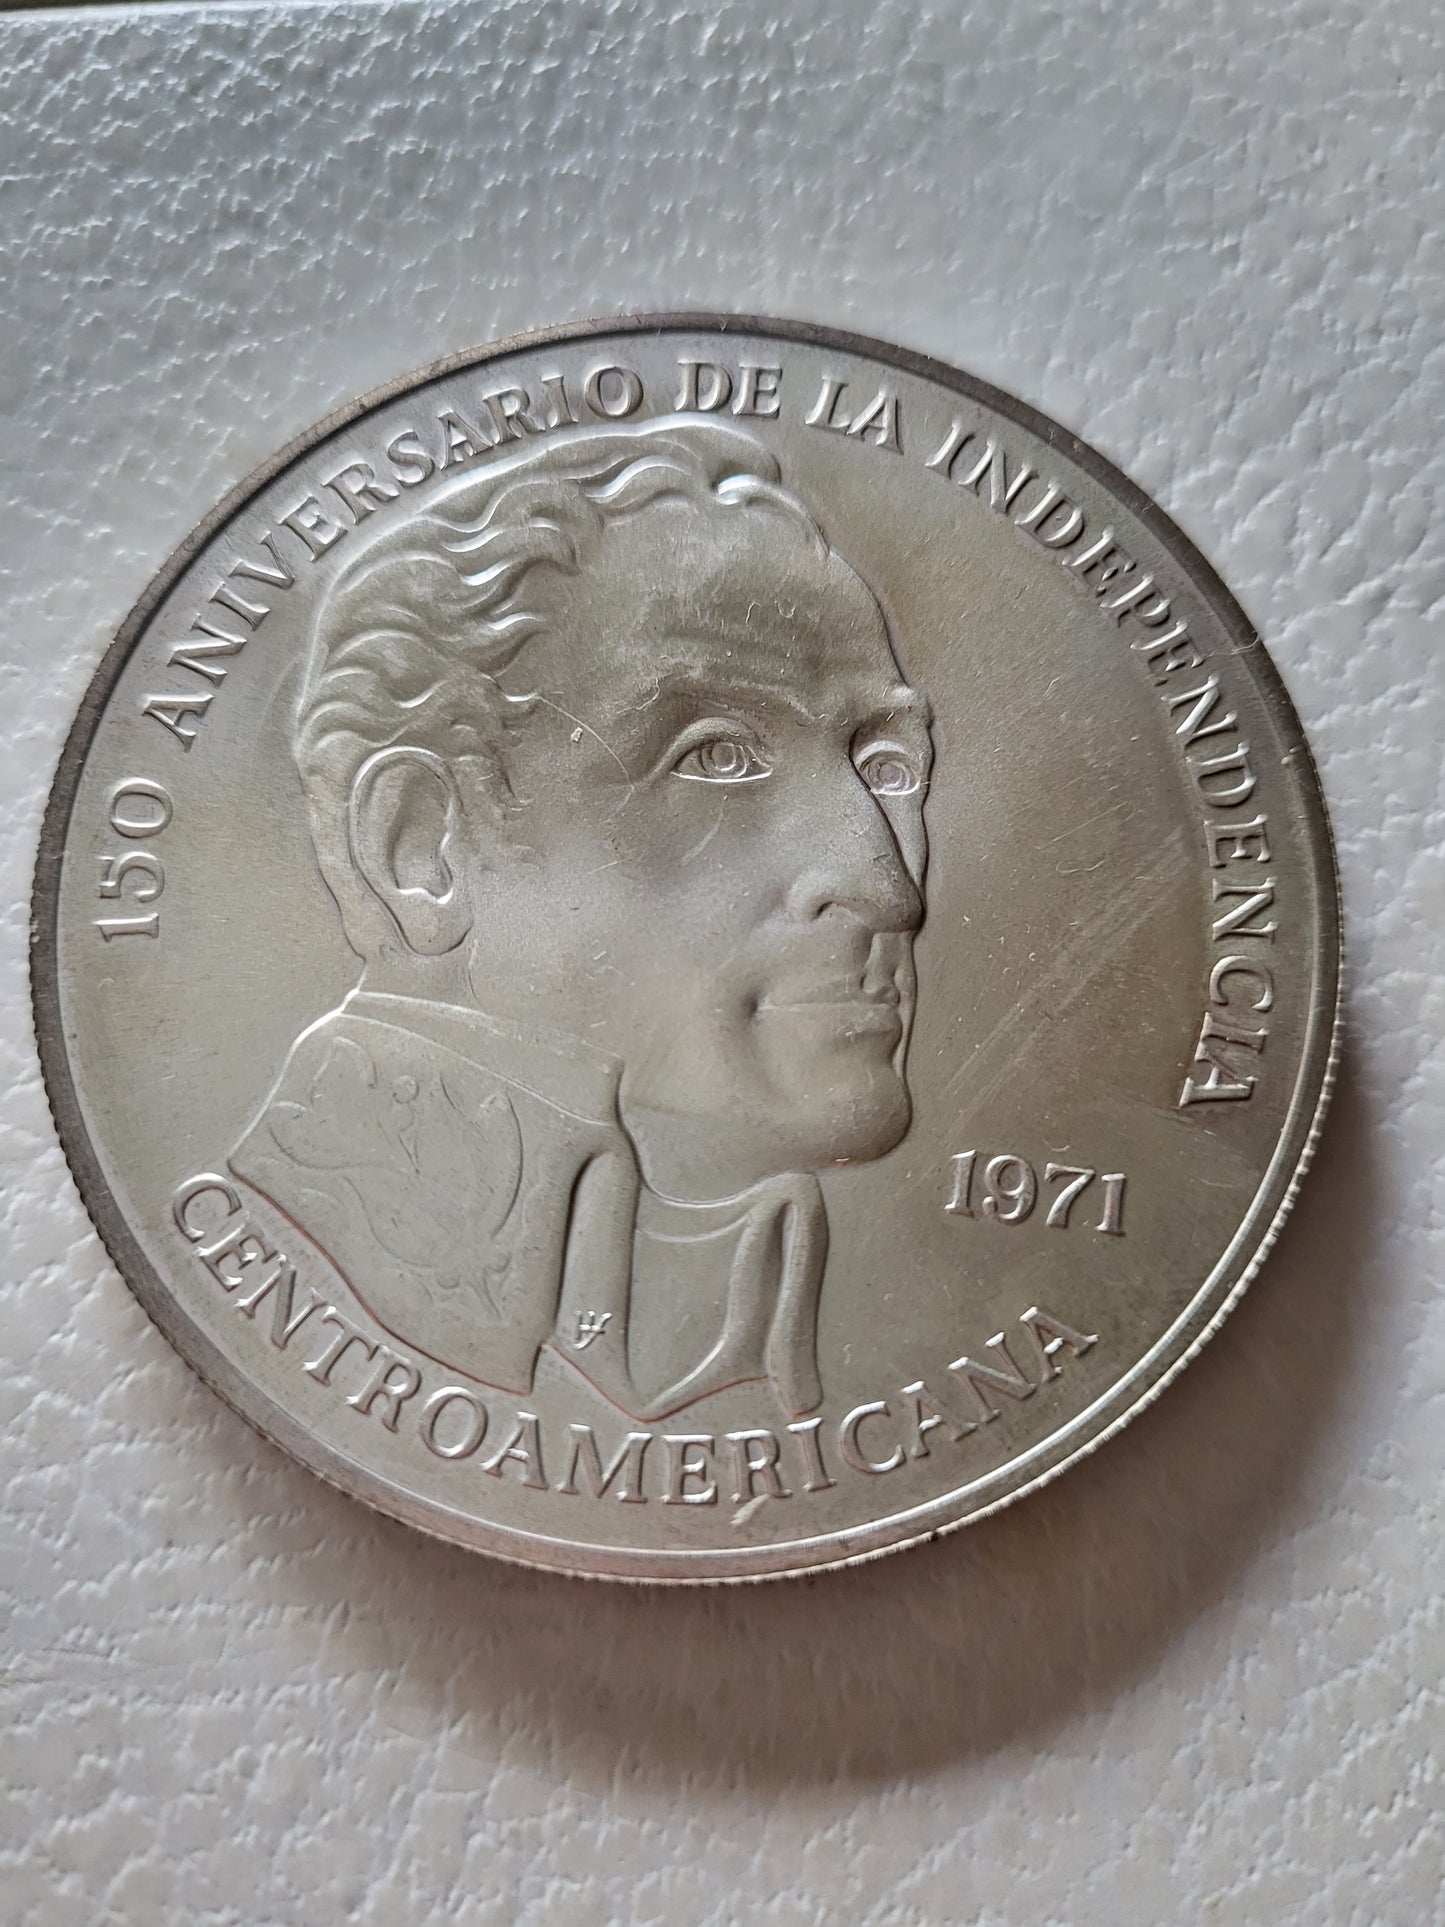 150 ANIVERSARIO DE LA INDEPENDENCIA
CENTROAMERICANA
1971